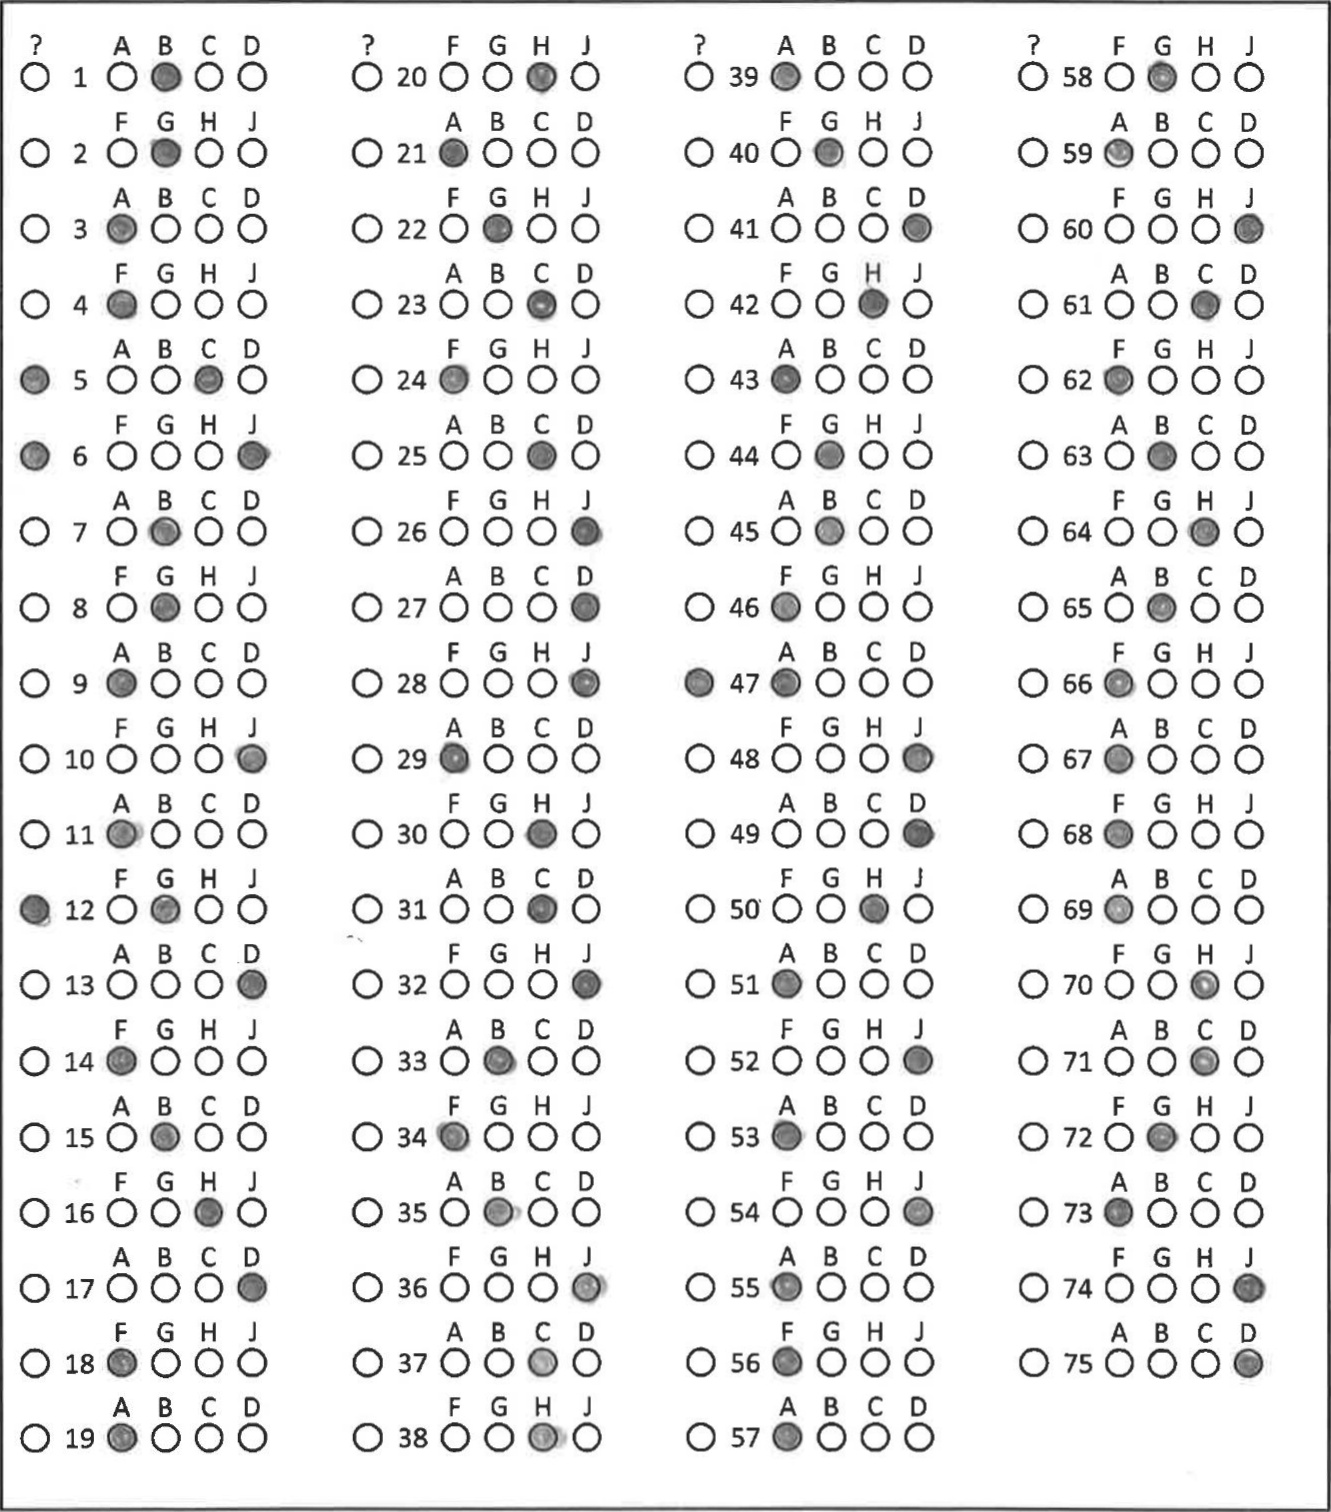 ? A B C D
1
F G H J
2
A B C D
3
F G H J
4
A B C D
5
F G H J
6
A B C D
7
F G H J
8
A B C D
9
F G H J
10
A B C D
11
F G H J
12
A B C D
13
F G H J
14
A B C D
15
F G H J
16
A B C D
17
F G H J
18
A B C D
19
? F G H J
20
A B C D
21
F G H J
22
A B C D
23
F G H J
24
A B C D
25
F G H J
26
A B C D
27
F G H J
28
A B C D
29
F G H J
30
A B C D
31
F G H J
32
A B C D
33
F G H J
34
A B C D
35
F G H J
36
A B C D
37
F G H J
38
? A B C D
39
F G H J
40
A B C D
41
F G H J
42
A B C D
43
F G H J
44
A B C D
45
F G H J
46
A B C D
47
F G H J
48
A B C D
49
F G H J
50
A B C D
51
F G H J
52
A B C D
53
F G H J
54
A B C D
55
F G H J
56
A B C D
57
? F G H J
58
A B C D
59
F G H J
60
A B C D
61
F G H J
62
A B C D
63
F G H J
64
A B C D
65
F G H J
66
A B C D
67
F G H J
68
A B C D
69
F G H J
70
A B C D
71
F G H J
72
A B C D
73
F G H J
74
A B C D
75